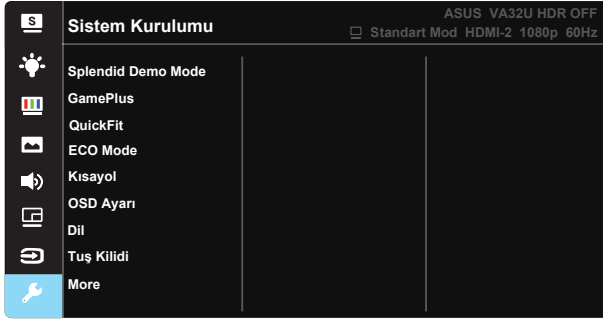 S
Sistem Kurulumu
ASUS VA32U HDR OFF
Standart Mod HDMI-2 1080p 60Hz
Splendid Demo Mode
GamePlus
QuickFit
ECO Mode
Kısayol
OSD Ayarı
Dil
Tuş Kilidi
More